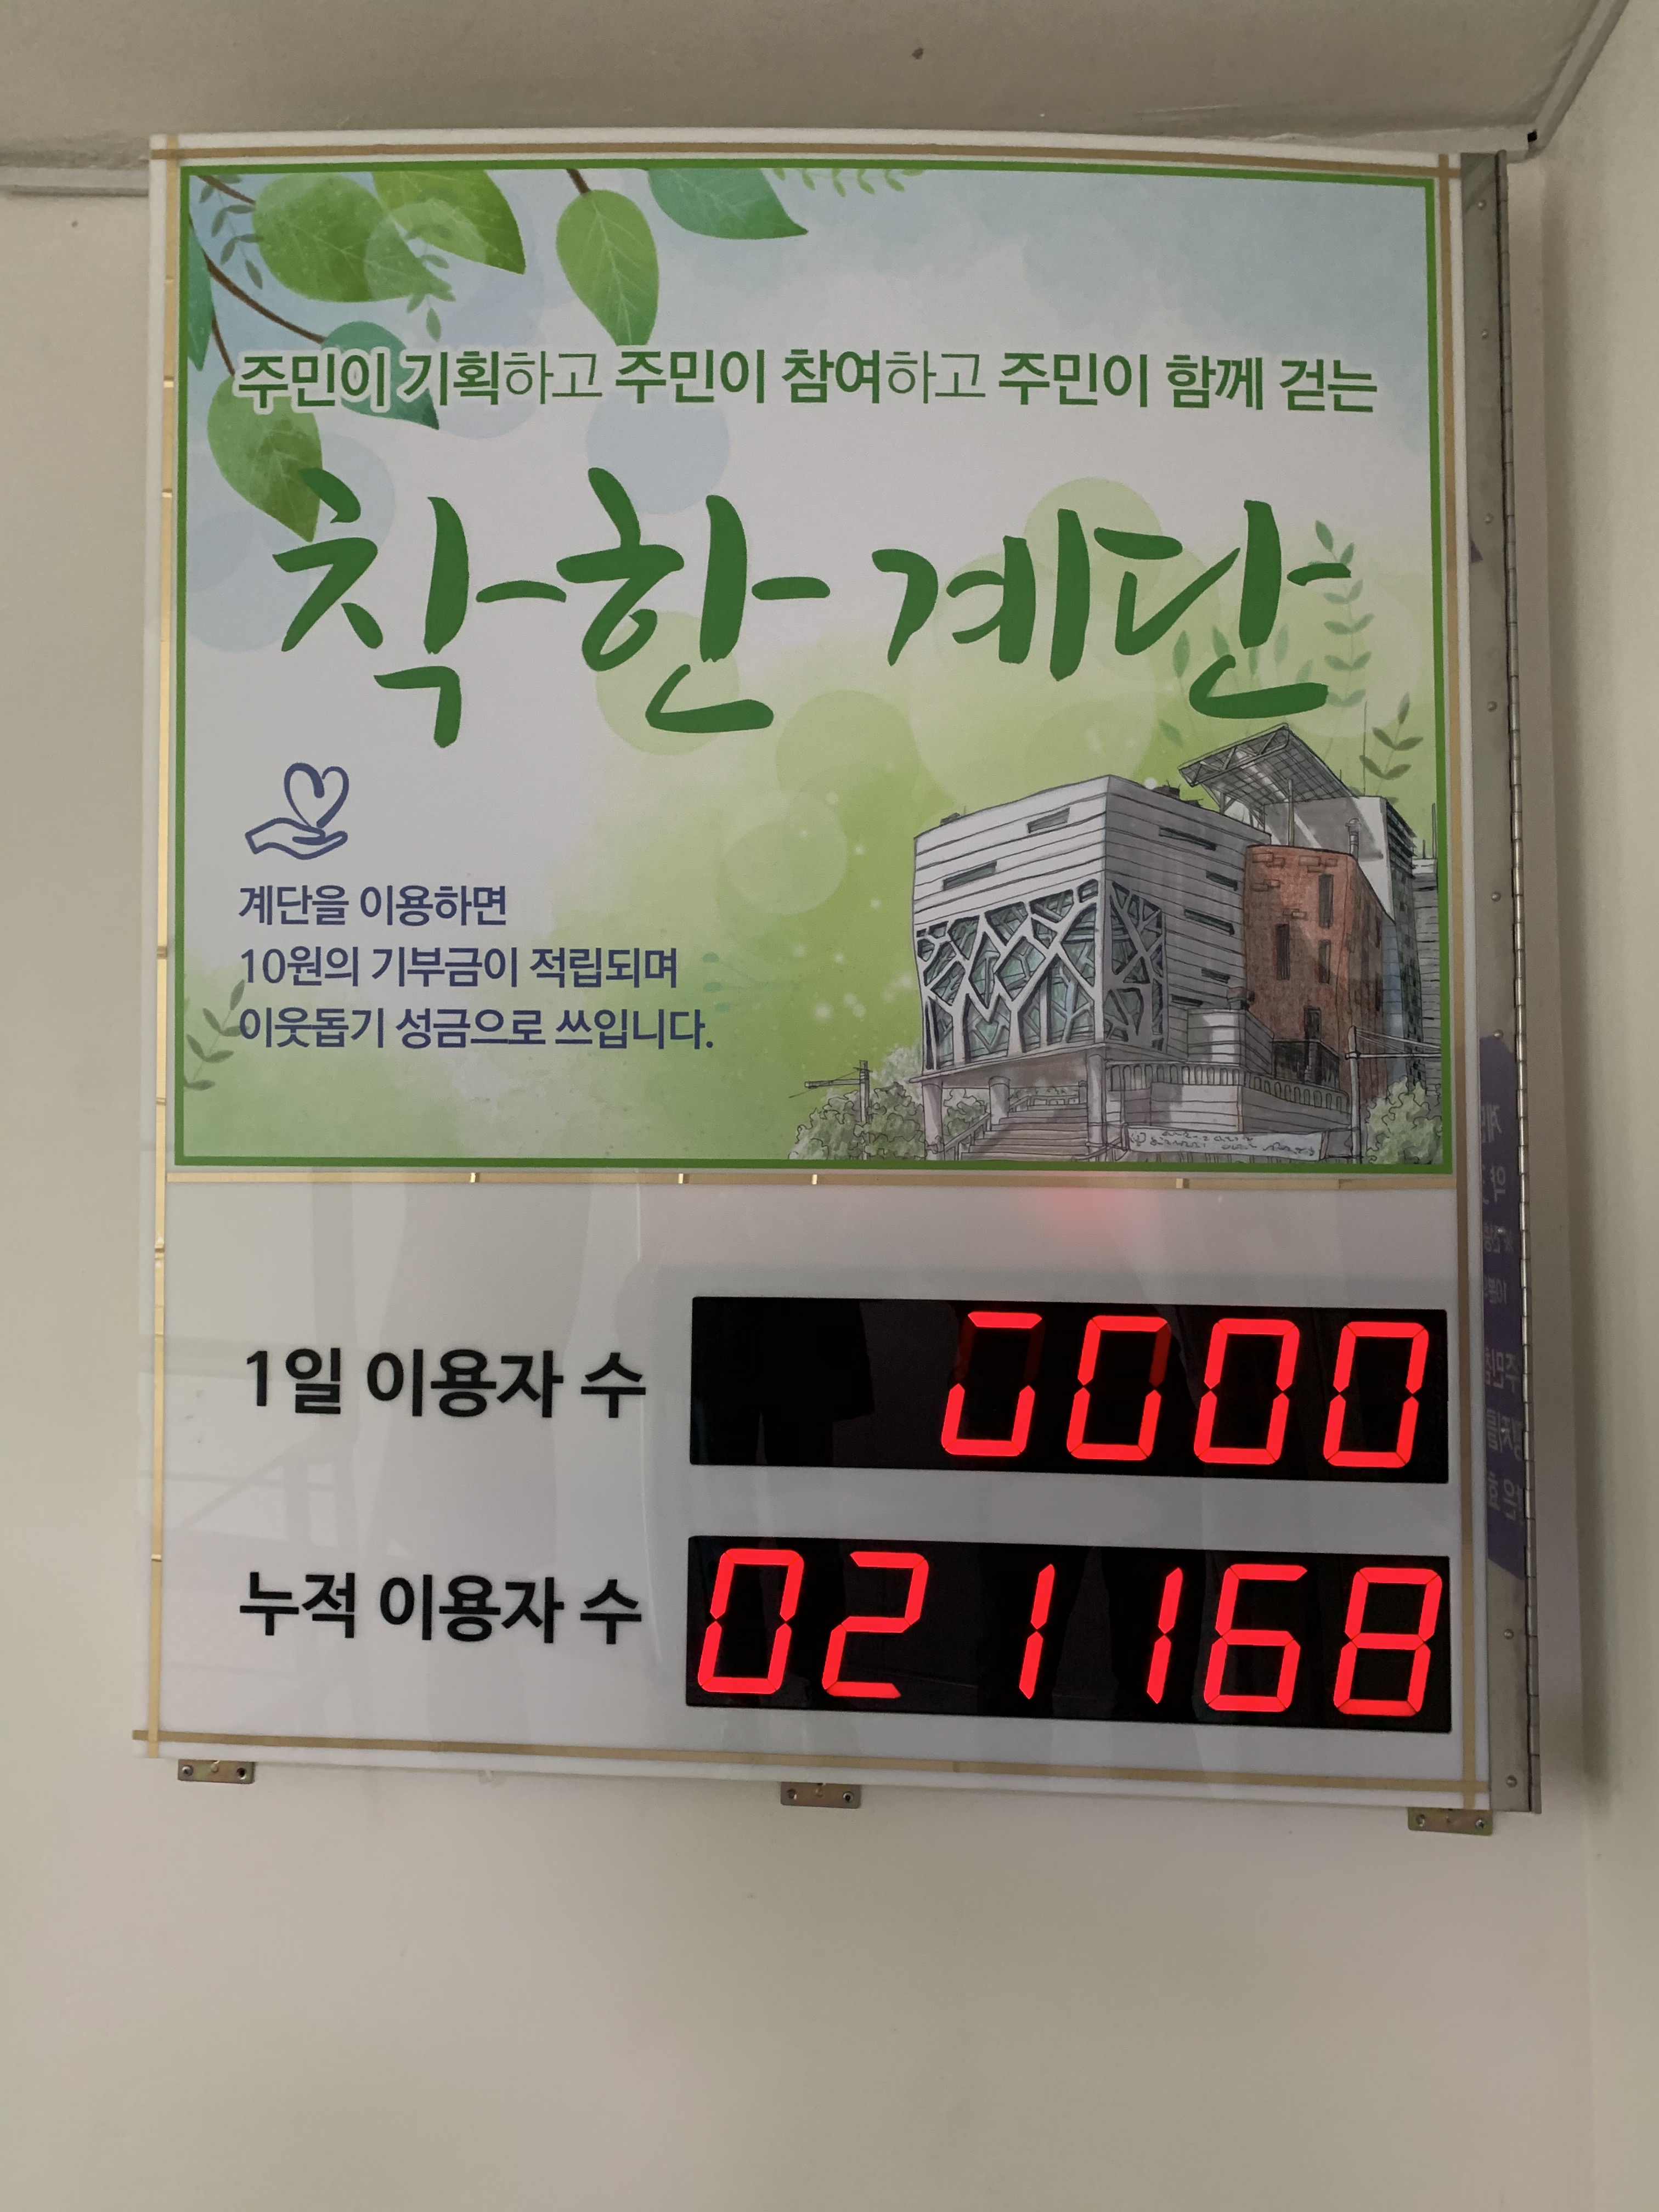 주민이 기획하고 주민이 참여하고 주민이 함께 걷는
착한 계단
계단을 이용하면
10원의 기부금이 적립되며
이웃돕기 성금으로 쓰입니다.
1일 이용자 수 0000
누적 이용자 수 021168